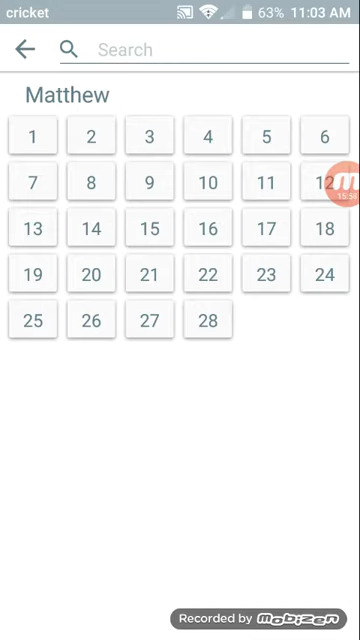 cricket 63% 11:03 AM
Search
Matthew
1 2 3 4 5 6
7 8 9 10 11 12
15:56
13 14 15 16 17 18
19 20 21 22 23 24
25 26 27 28
Recorded by mobizen